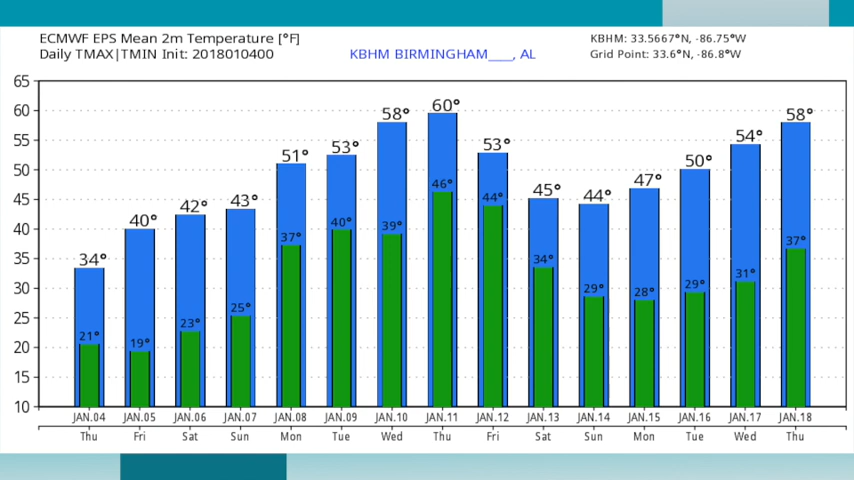 ECMWF EPS Mean 2m Temperature [°F]
Daily TMAX|TMIN Init: 2018010400
KBHM BIRMINGHAM____, AL
KBHM: 33.5667°N, -86.75°W
Grid Point: 33.6°N, -86.8°W
65
60
55
50
45
40
35
30
25
20
15
10
34° 40° 42° 43° 51° 53° 58° 60° 53° 45° 44° 47° 50° 54° 58°
21° 19° 23° 25° 37° 40° 39° 46° 44° 34° 29° 28° 29° 31° 37°
JAN.04 JAN.05 JAN.06 JAN.07 JAN.08 JAN.09 JAN.10 JAN.11 JAN.12 JAN.13 JAN.14 JAN.15 JAN.16 JAN.17 JAN.18
Thu Fri Sat Sun Mon Tue Wed Thu Fri Sat Sun Mon Tue Wed Thu